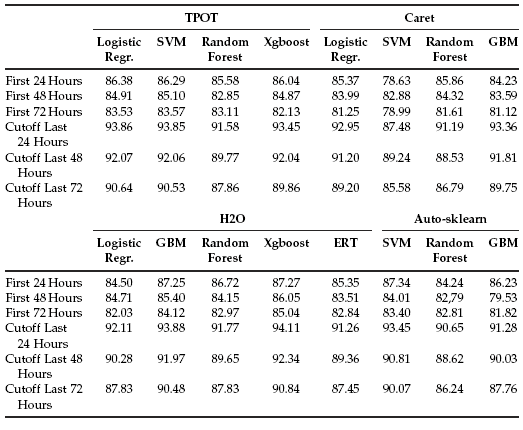 TPOT Caret
Logistic SVM Random Xgboost Logistic SVM Random GBM
Regr. Forest Regr. Forest
First 24 Hours 86.38 86.29 85.58 86.04 85.37 78.63 85.86 84.23
First 48 Hours 84.91 85.10 82.85 84.87 83.99 82.88 84.32 83.59
First 72 Hours 83.53 83.57 83.11 82.13 81.25 78.99 81.61 81.12
Cutoff Last 93.86 93.85 91.58 93.45 92.95 87.48 91.19 93.36
24 Hours
Cutoff Last 48 92.07 92.06 89.77 92.04 91.20 89.24 88.53 91.81
Hours
Cutoff Last 72 90.64 90.53 87.86 89.86 89.20 85.58 86.79 89.75
Hours
H2O Auto-sklearn
Logistic GBM Random Xgboost ERT SVM Random GBM
Regr. Forest Forest
First 24 Hours 84.50 87.25 86.72 87.27 85.35 87.34 84.24 86.23
First 48 Hours 84.71 85.40 84.15 86.05 83.51 84.01 82,79 79.53
First 72 Hours 82.03 84.12 82.97 85.04 82.84 83.40 82.81 81.82
Cutoff Last 92.11 93.88 91.77 94.11 91.26 93.45 90.65 91.28
24 Hours
Cutoff Last 48 90.28 91.97 89.65 92.34 89.36 90.81 88.62 90.03
Hours
Cutoff Last 72 87.83 90.48 87.83 90.84 87.45 90.07 86.24 87.76
Hours